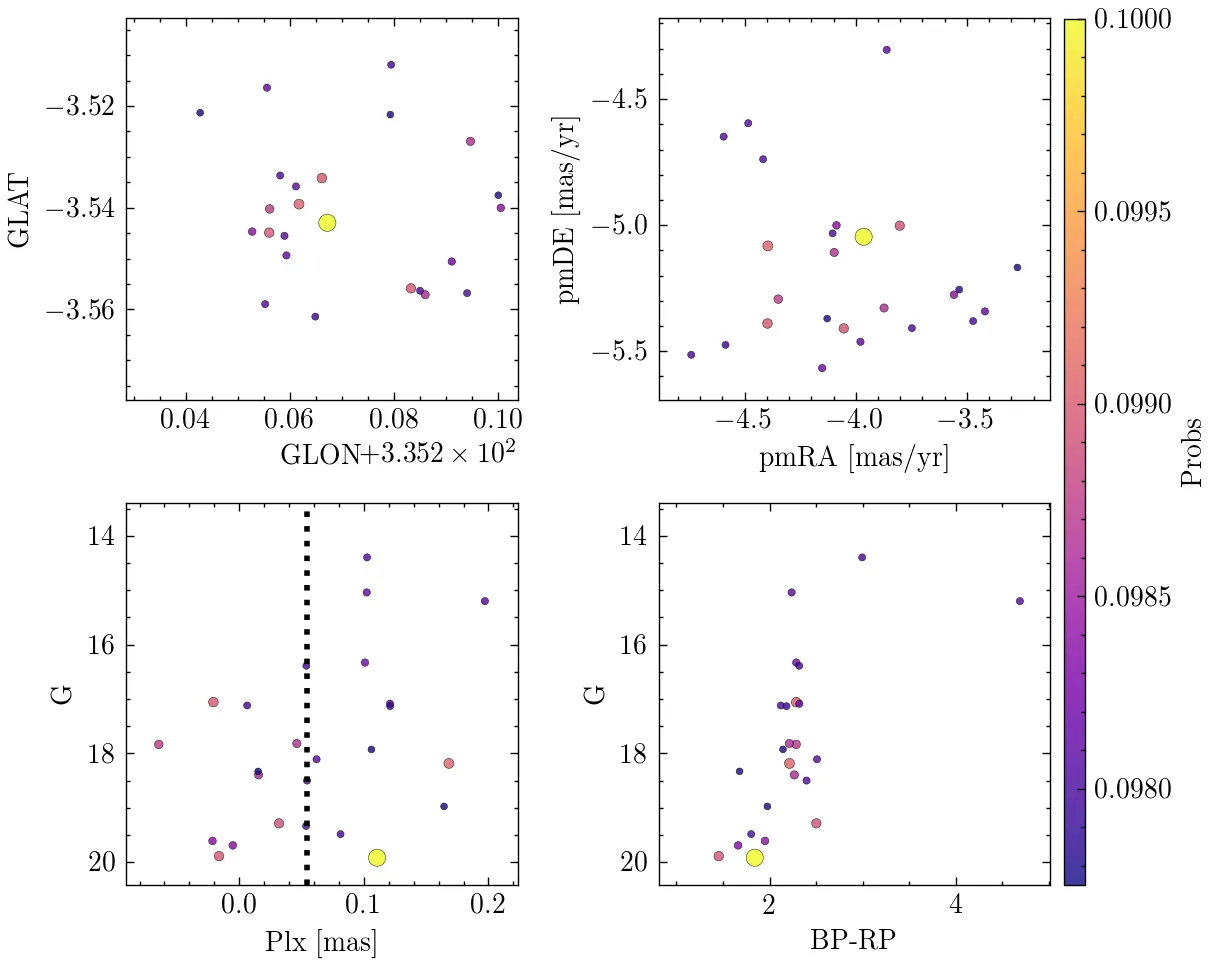 GLAT
−3.52
−3.54
−3.56
0.04 0.06 0.08 0.10
GLON+3.352 × 10²
pmDE [mas/yr]
−4.5
−5.0
−5.5
−4.5 −4.0 −3.5
pmRA [mas/yr]
G
14
16
18
20
0.0 0.1 0.2
Plx [mas]
G
14
16
18
20
2 4
BP-RP
0.1000
0.0995
0.0990
0.0985
0.0980
Probs